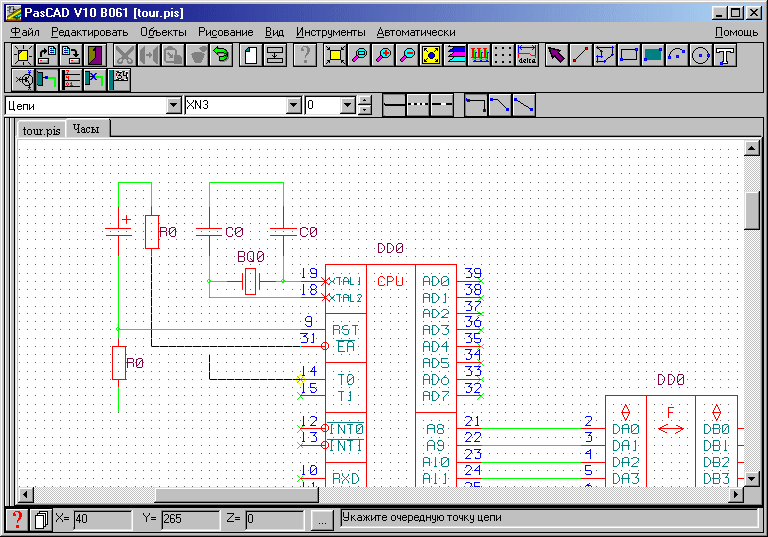 PasCAD V10 B061 [tour.pis]
Файл Редактировать Объекты Рисование Вид Инструменты Автоматически Помощь
delta
Цепи XN3 0
tour.pis Часы
R0 C0 C0
BQ0 DD0
19 XTAL1 CPU AD0 39
18 XTAL2 AD1 38
AD2 37
9 RST AD3 36
31 EA AD4 35
R0 AD5 34
14 T0 AD6 33
15 T1 AD7 32
DD0
12 INT0 A8 21 2 DA0 F DB0
13 INT1 A9 22 3 DA1 DB1
A10 23 4 DA2 DB2
10 RXD A11 24 5 DA3 DB3
X= 40 Y= 265 Z= 0 ... Укажите очередную точку цепи